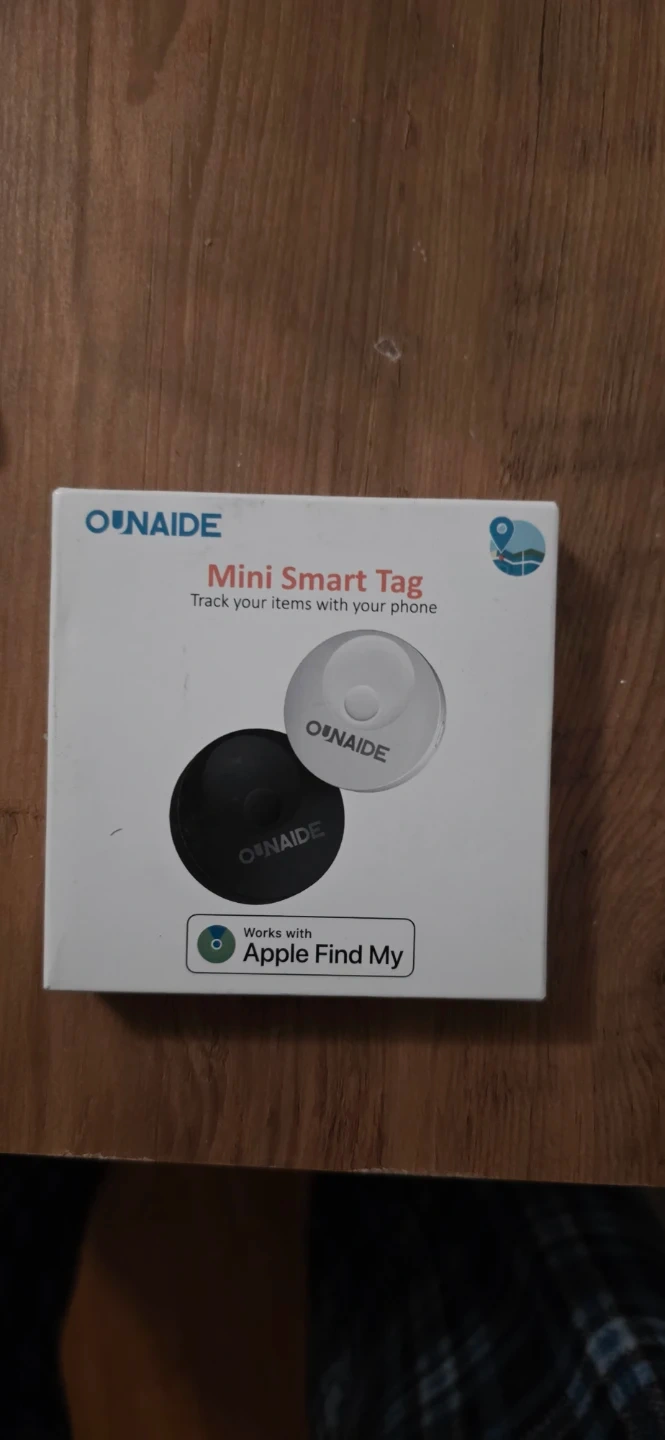 OUNAIDE
Mini Smart Tag
Track your items with your phone
OUNAIDE
OUNAIDE
Works with
Apple Find My